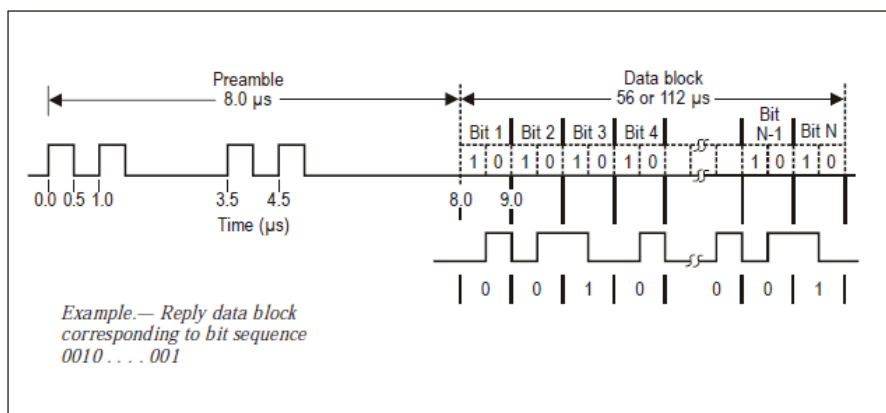 Preamble
8.0 µs
Data block
56 or 112 µs
Bit 1 Bit 2 Bit 3 Bit 4 Bit N-1 Bit N
1 0 1 0 1 0 1 0 1 0 1 0
0.0 0.5 1.0 3.5 4.5 8.0 9.0
Time (µs)
0 0 1 0 0 0 1
Example.— Reply data block
corresponding to bit sequence
0010 . . . . 001